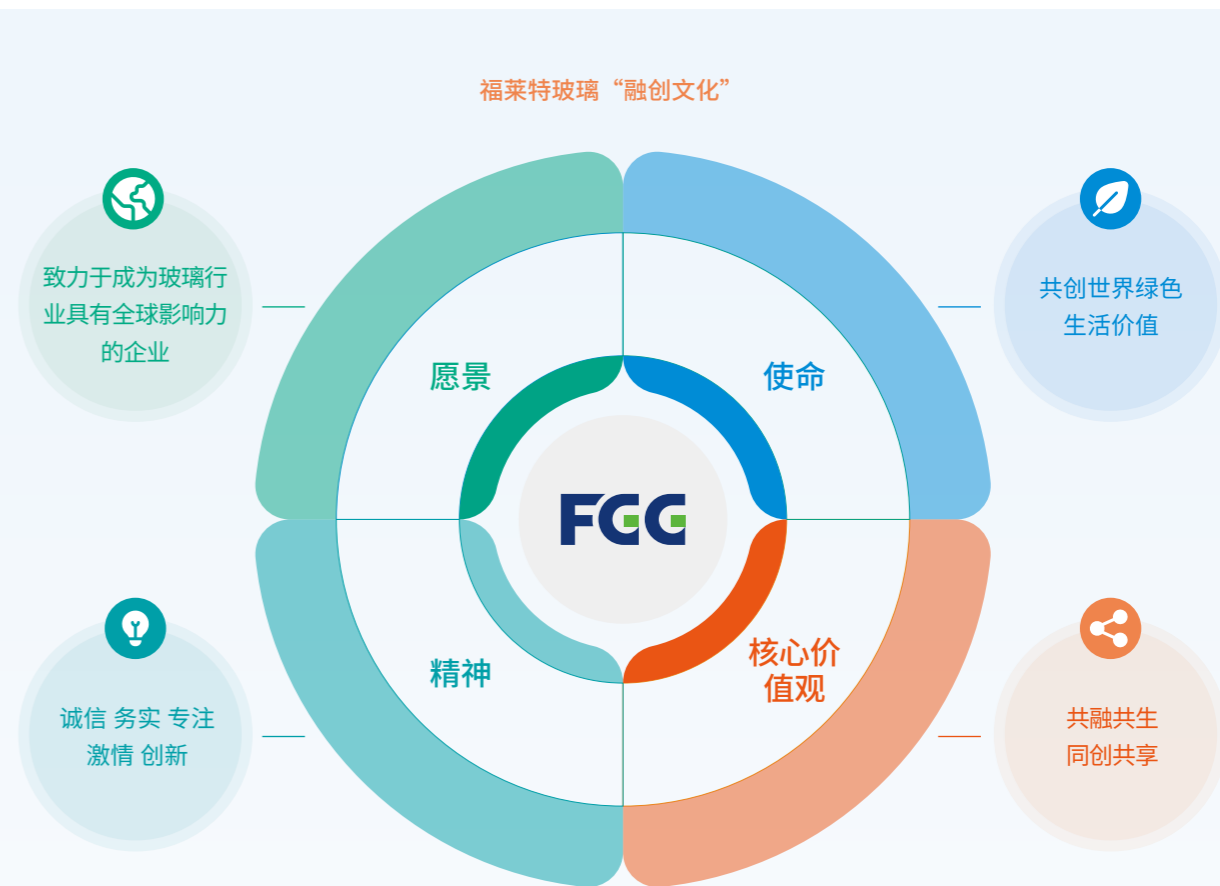 福莱特玻璃“融创文化”
致力于成为玻璃行
业具有全球影响力
的企业
愿景
使命
共创世界绿色
生活价值
FGG
精神
诚信 务实 专注
激情 创新
核心价
值观
共融共生
同创共享